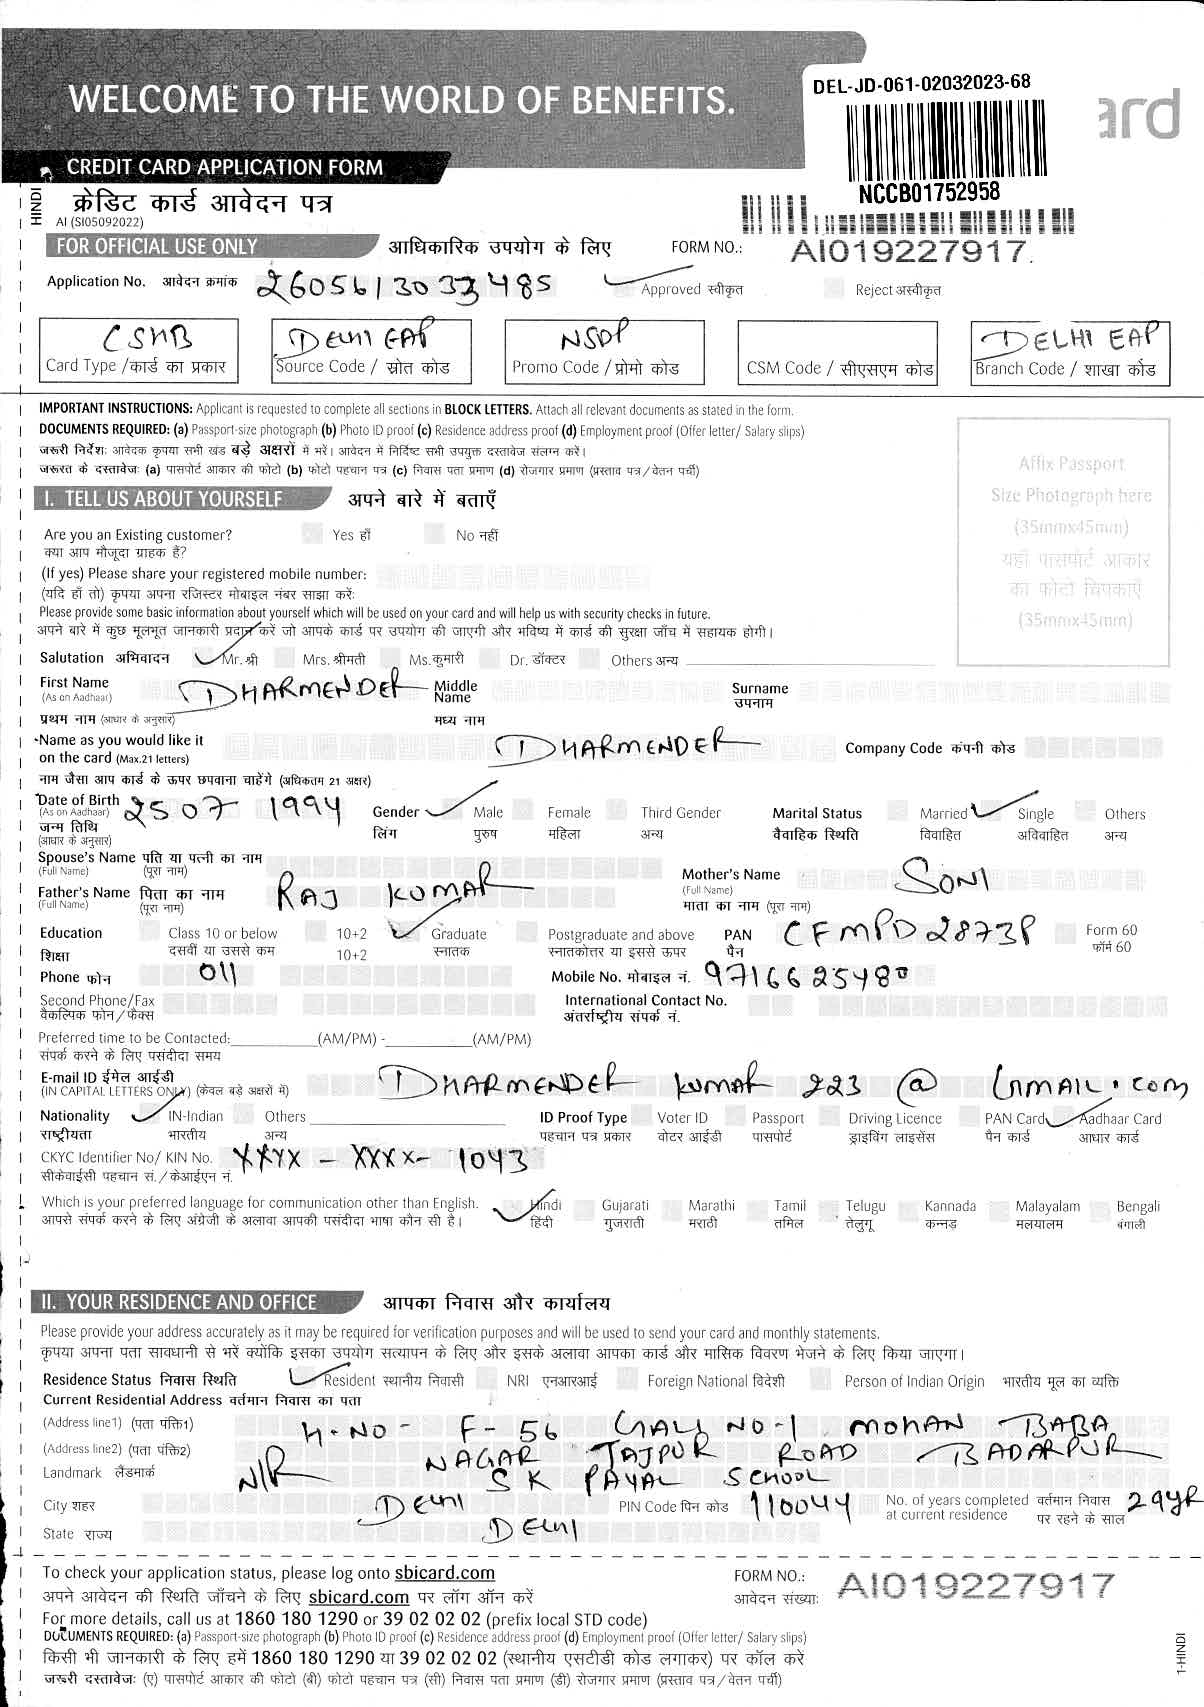 WELCOME TO THE WORLD OF BENEFITS.
DEL-JD-061-02032023-68
ard
NCCB01752958
CREDIT CARD APPLICATION FORM
HINDI
क्रेडिट कार्ड आवेदन पत्र
AI (SI05092022)
FOR OFFICIAL USE ONLY आधिकारिक उपयोग के लिए FORM NO.: AI019227917.
Application No. आवेदन क्रमांक 2605613033485 Approved स्वीकृत Reject अस्वीकृत
CSNB DELHI EAP NSDP DELHI EAP
Card Type /कार्ड का प्रकार Source Code / स्रोत कोड Promo Code / प्रोमो कोड CSM Code / सीएसएम कोड Branch Code / शाखा कोड
IMPORTANT INSTRUCTIONS: Applicant is requested to complete all sections in BLOCK LETTERS. Attach all relevant documents as stated in the form.
DOCUMENTS REQUIRED: (a) Passport-size photograph (b) Photo ID proof (c) Residence address proof (d) Employment proof (Offer letter/ Salary slips)
जरूरी निर्देश: आवेदक कृपया सभी खंड बड़े अक्षरों में भरें। आवेदन में निर्दिष्ट सभी उपयुक्त दस्तावेज संलग्न करें।
जरूरत के दस्तावेज: (a) पासपोर्ट आकार की फोटो (b) फोटो पहचान पत्र (c) निवास पता प्रमाण (d) रोजगार प्रमाण (प्रस्ताव पत्र/वेतन पर्ची)
Affix Passport
Size Photograph here
(35mmx45mm)
यहाँ पासपोर्ट आकार
का फोटो चिपकाएँ
(35mmx45mm)
I. TELL US ABOUT YOURSELF अपने बारे में बताएँ
Are you an Existing customer? Yes हाँ No नहीं
क्या आप मौजूदा ग्राहक हैं?
(If yes) Please share your registered mobile number:
(यदि हाँ तो) कृपया अपना रजिस्टर मोबाइल नंबर साझा करें:
Please provide some basic information about yourself which will be used on your card and will help us with security checks in future.
अपने बारे में कुछ मूलभूत जानकारी प्रदान करें जो आपके कार्ड पर उपयोग की जाएगी और भविष्य में कार्ड की सुरक्षा जाँच में सहायक होगी।
Salutation अभिवादन Mr. श्री Mrs. श्रीमती Ms. कुमारी Dr. डॉक्टर Others अन्य
First Name DHARMENDER Middle Name Surname
(As on Aadhaar) उपनाम
प्रथम नाम (आधार के अनुसार) मध्य नाम
Name as you would like it DHARMENDER Company Code कंपनी कोड
on the card (Max.21 letters)
नाम जैसा आप कार्ड के ऊपर छपवाना चाहेंगे (अधिकतम 21 अक्षर)
Date of Birth 25 07 1994 Gender Male Female Third Gender Marital Status Married Single Others
(As on Aadhaar)
जन्म तिथि लिंग पुरुष महिला अन्य वैवाहिक स्थिति विवाहित अविवाहित अन्य
(आधार के अनुसार)
Spouse's Name पति या पत्नी का नाम
(Full Name) (पूरा नाम)
Father's Name पिता का नाम RAJ KUMAR Mother's Name SONI
(Full Name) (पूरा नाम) (Full Name)
माता का नाम (पूरा नाम)
Education Class 10 or below 10+2 Graduate Postgraduate and above PAN CFMPD2873P Form 60
शिक्षा दसवीं या उससे कम 10+2 स्नातक स्नातकोत्तर या इससे ऊपर पैन फॉर्म 60
Phone फोन 011 Mobile No. मोबाइल नं. 9716625480
Second Phone/Fax International Contact No.
वैकल्पिक फोन/फैक्स अंतर्राष्ट्रीय संपर्क नं.
Preferred time to be Contacted: (AM/PM) - (AM/PM)
संपर्क करने के लिए पसंदीदा समय
E-mail ID ईमेल आईडी DHARMENDER KUMAR 223 @ GMAIL.COM
(IN CAPITAL LETTERS ONLY) (केवल बड़े अक्षरों में)
Nationality IN-Indian Others ID Proof Type Voter ID Passport Driving Licence PAN Card Aadhaar Card
राष्ट्रीयता भारतीय अन्य पहचान पत्र प्रकार वोटर आईडी पासपोर्ट ड्राइविंग लाइसेंस पैन कार्ड आधार कार्ड
CKYC Identifier No/ KIN No. XXXX - XXXX - 1043
सीकेवाईसी पहचान सं./केआईएन नं.
Which is your preferred language for communication other than English. Hindi Gujarati Marathi Tamil Telugu Kannada Malayalam Bengali
आपसे संपर्क करने के लिए अंग्रेजी के अलावा आपकी पसंदीदा भाषा कौन सी है। हिंदी गुजराती मराठी तमिल तेलुगू कन्नड़ मलयालम बंगाली
II. YOUR RESIDENCE AND OFFICE आपका निवास और कार्यालय
Please provide your address accurately as it may be required for verification purposes and will be used to send your card and monthly statements.
कृपया अपना पता सावधानी से भरें क्योंकि इसका उपयोग सत्यापन के लिए और इसके अलावा आपका कार्ड और मासिक विवरण भेजने के लिए किया जाएगा।
Residence Status निवास स्थिति Resident स्थानीय निवासी NRI एनआरआई Foreign National विदेशी Person of Indian Origin भारतीय मूल का व्यक्ति
Current Residential Address वर्तमान निवास का पता
(Address line1) (पता पंक्ति1) H.NO- F-56 GALI NO-1 MOHAN BABA
(Address line2) (पता पंक्ति2) NAGAR TAJPUR ROAD BADARPUR
Landmark लैंडमार्क N/R S K PAYAL SCHOOL
City शहर DELHI PIN Code पिन कोड 110044 No. of years completed वर्तमान निवास 29YR
at current residence पर रहने के साल
State राज्य DELHI
To check your application status, please log onto sbicard.com FORM NO.: AI019227917
अपने आवेदन की स्थिति जाँचने के लिए sbicard.com पर लॉग ऑन करें आवेदन संख्या:
For more details, call us at 1860 180 1290 or 39 02 02 02 (prefix local STD code)
DOCUMENTS REQUIRED: (a) Passport-size photograph (b) Photo ID proof (c) Residence address proof (d) Employment proof (Offer letter/ Salary slips)
किसी भी जानकारी के लिए हमें 1860 180 1290 या 39 02 02 02 (स्थानीय एसटीडी कोड लगाकर) पर कॉल करें
जरूरी दस्तावेज: (ए) पासपोर्ट आकार की फोटो (बी) फोटो पहचान पत्र (सी) निवास पता प्रमाण (डी) रोजगार प्रमाण (प्रस्ताव पत्र/वेतन पर्ची)
1-HINDI